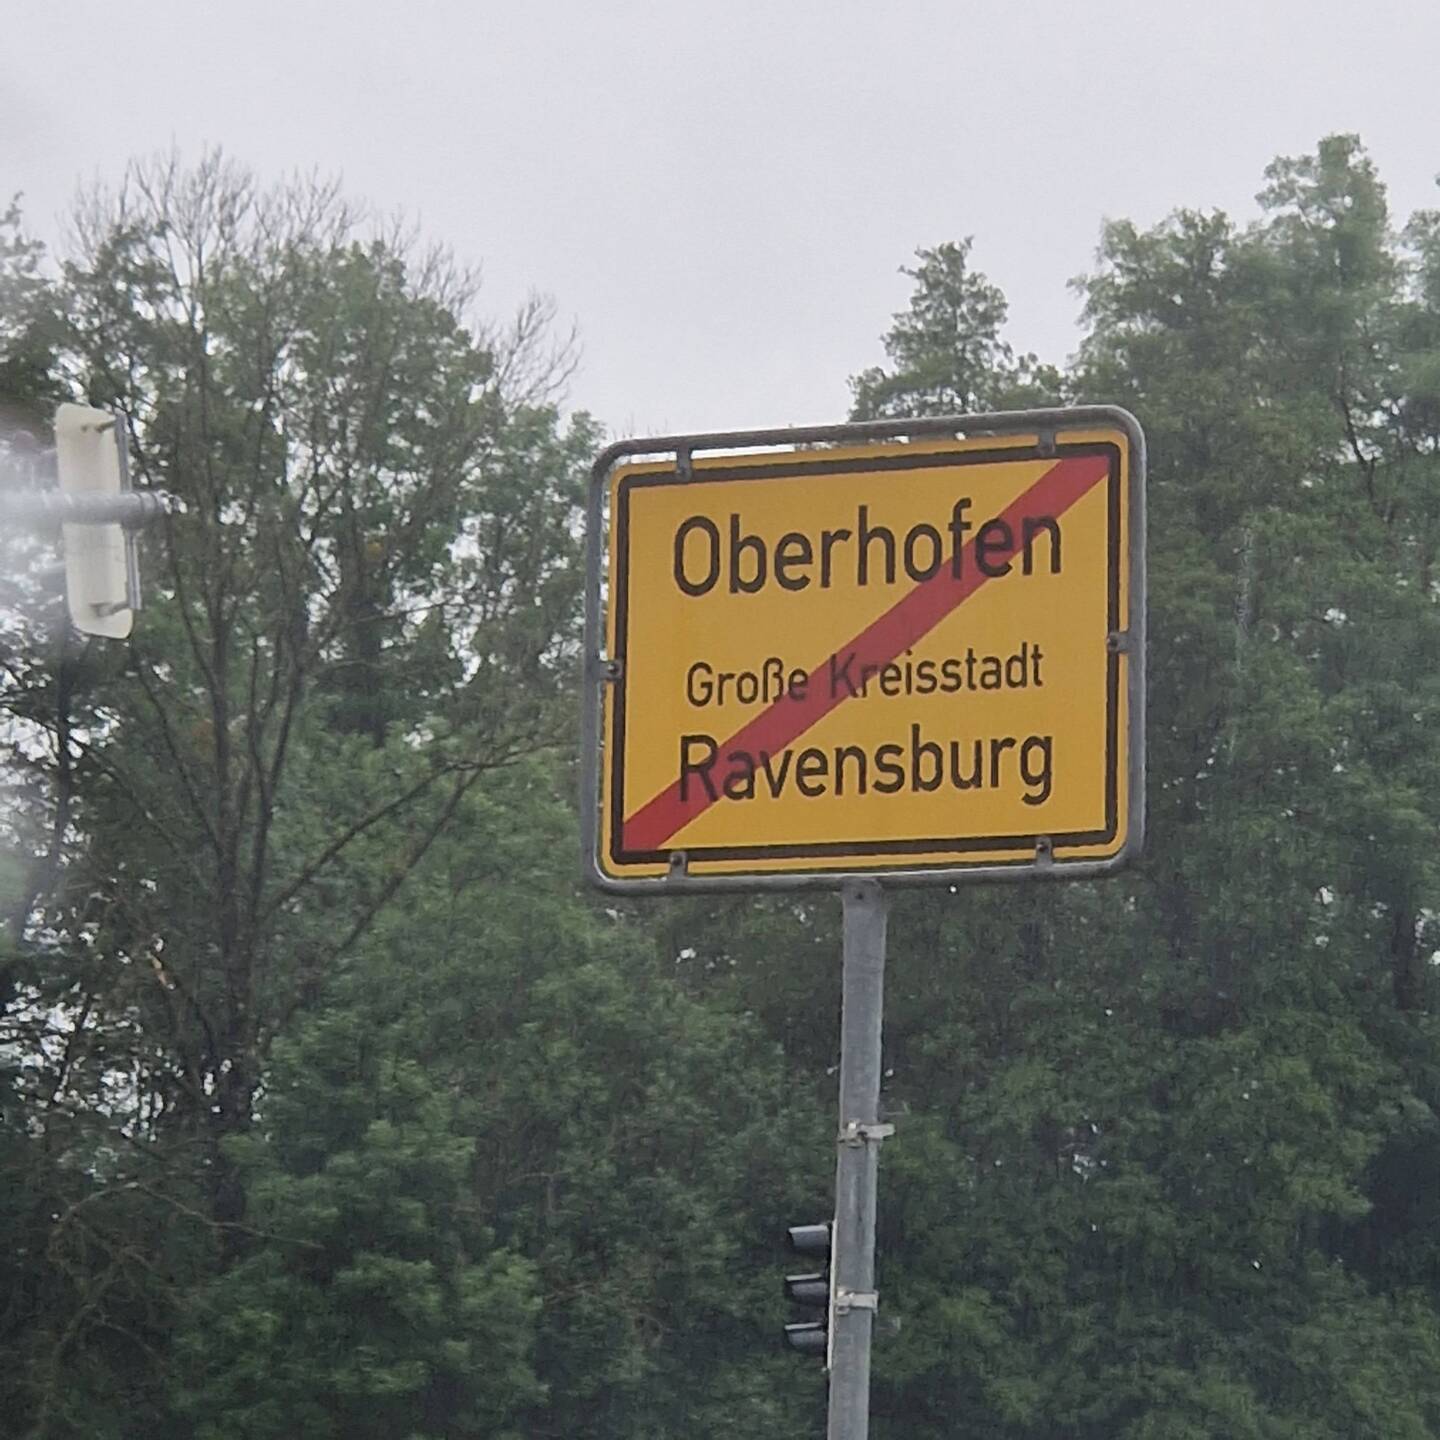 Oberhofen
Große Kreisstadt
Ravensburg